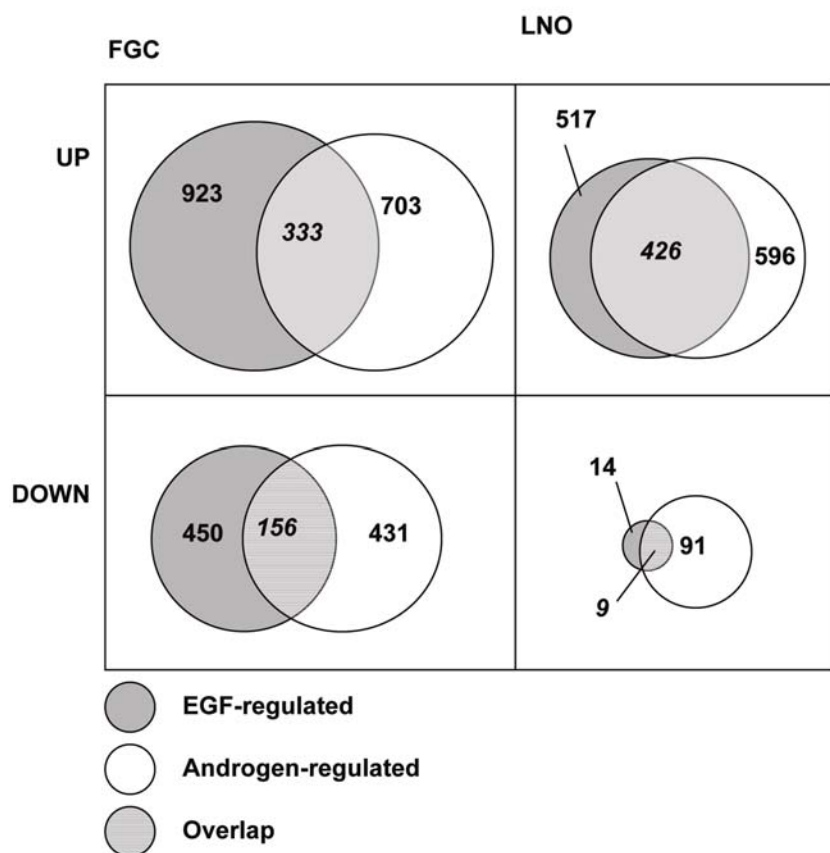 FGC
LNO
UP
923
333
703
517
426
596
DOWN
450
156
431
14
9
91
EGF-regulated
Androgen-regulated
Overlap